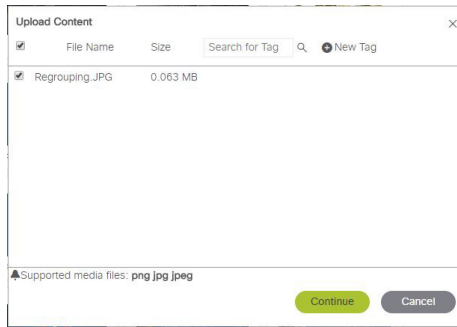 Upload Content
File Name Size Search for Tag New Tag
Regrouping.JPG 0.063 MB
Supported media files: png jpg jpeg
Continue Cancel